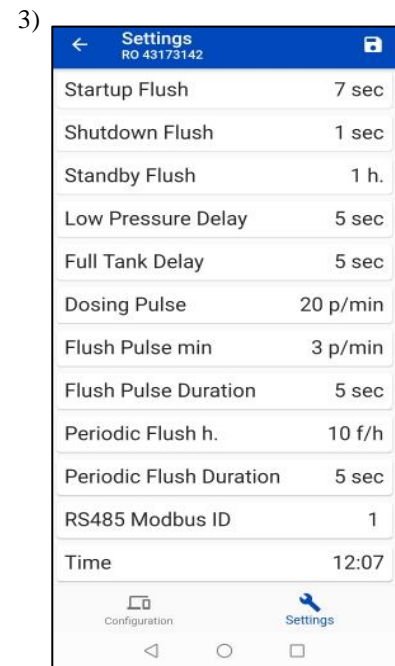 3)
Settings
RO 43173142
Startup Flush 7 sec
Shutdown Flush 1 sec
Standby Flush 1 h.
Low Pressure Delay 5 sec
Full Tank Delay 5 sec
Dosing Pulse 20 p/min
Flush Pulse min 3 p/min
Flush Pulse Duration 5 sec
Periodic Flush h. 10 f/h
Periodic Flush Duration 5 sec
RS485 Modbus ID 1
Time 12:07
Configuration Settings